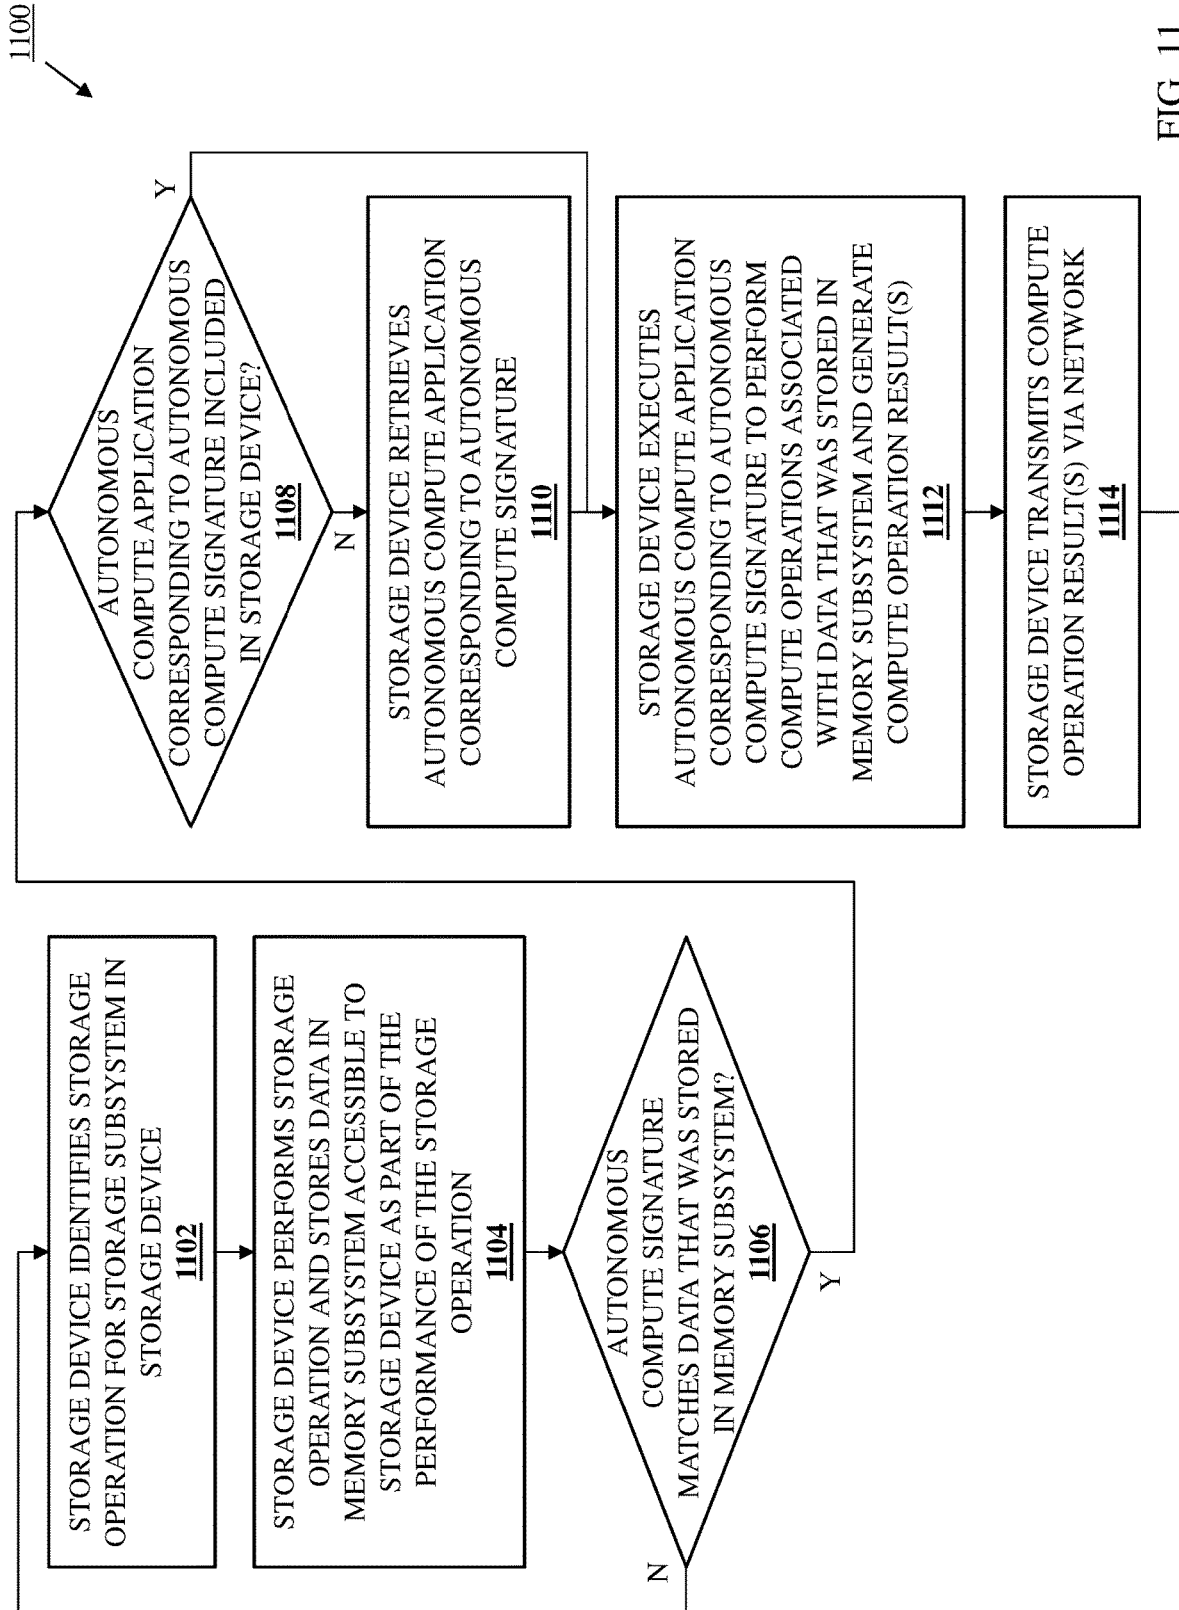 1100
STORAGE DEVICE IDENTIFIES STORAGE
OPERATION FOR STORAGE SUBSYSTEM IN
STORAGE DEVICE
1102
STORAGE DEVICE PERFORMS STORAGE
OPERATION AND STORES DATA IN
MEMORY SUBSYSTEM ACCESSIBLE TO
STORAGE DEVICE AS PART OF THE
PERFORMANCE OF THE STORAGE
OPERATION
1104
AUTONOMOUS
COMPUTE SIGNATURE
MATCHES DATA THAT WAS STORED
IN MEMORY SUBSYSTEM?
1106
N
Y
AUTONOMOUS
COMPUTE APPLICATION
CORRESPONDING TO AUTONOMOUS
COMPUTE SIGNATURE INCLUDED
IN STORAGE DEVICE?
1108
Y
N
STORAGE DEVICE RETRIEVES
AUTONOMOUS COMPUTE APPLICATION
CORRESPONDING TO AUTONOMOUS
COMPUTE SIGNATURE
1110
STORAGE DEVICE EXECUTES
AUTONOMOUS COMPUTE APPLICATION
CORRESPONDING TO AUTONOMOUS
COMPUTE SIGNATURE TO PERFORM
COMPUTE OPERATIONS ASSOCIATED
WITH DATA THAT WAS STORED IN
MEMORY SUBSYSTEM AND GENERATE
COMPUTE OPERATION RESULT(S)
1112
STORAGE DEVICE TRANSMITS COMPUTE
OPERATION RESULT(S) VIA NETWORK
1114
FIG. 11